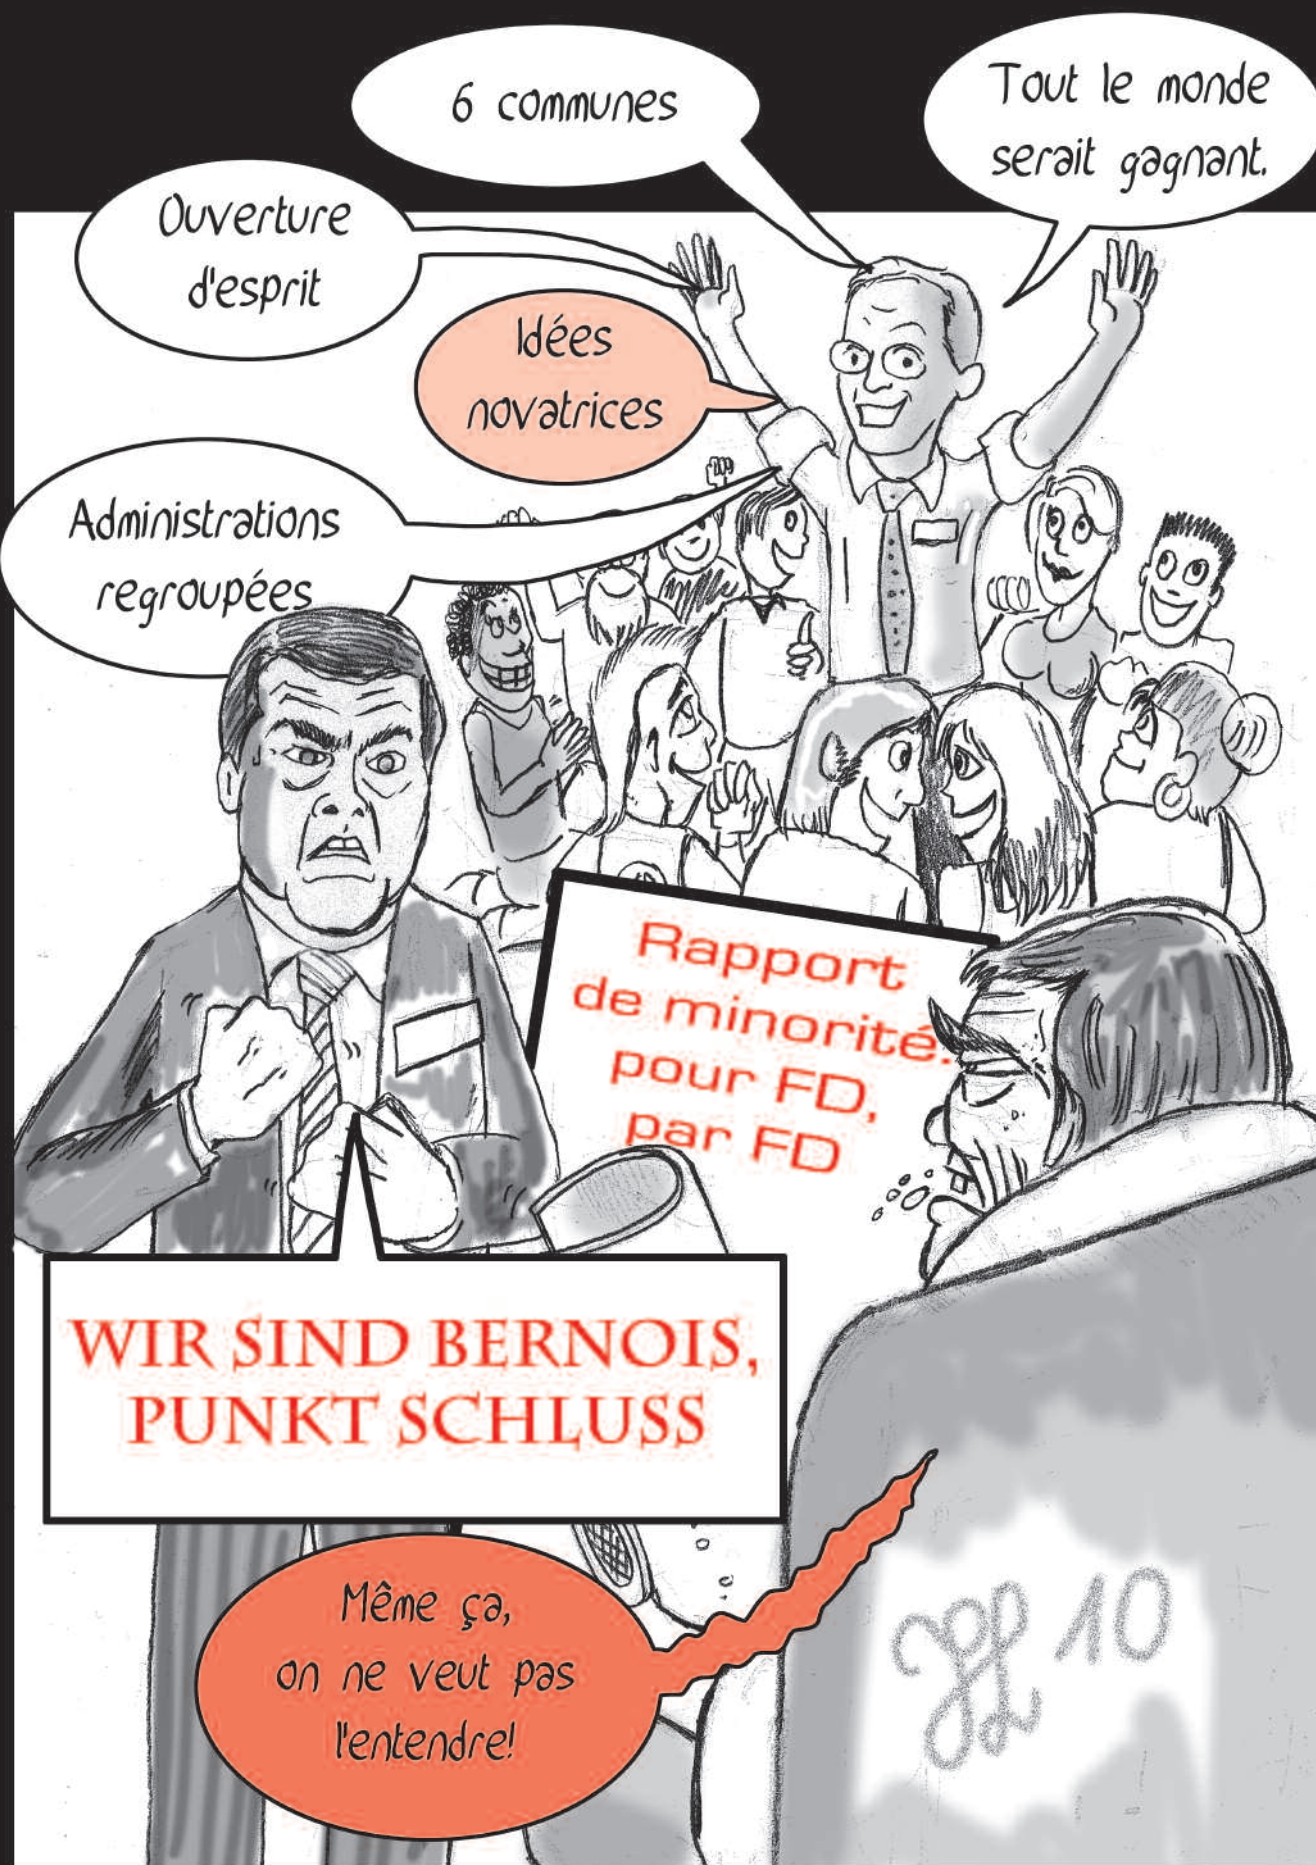 6 communes
Tout le monde
serait gagnant.
Ouverture
d'esprit
Idées
novatrices
Administrations
regroupées
Rapport
de minorité.
pour FD,
par FD
WIR SIND BERNOIS,
PUNKT SCHLUSS
Même ça,
on ne veut pas
l'entendre!
10